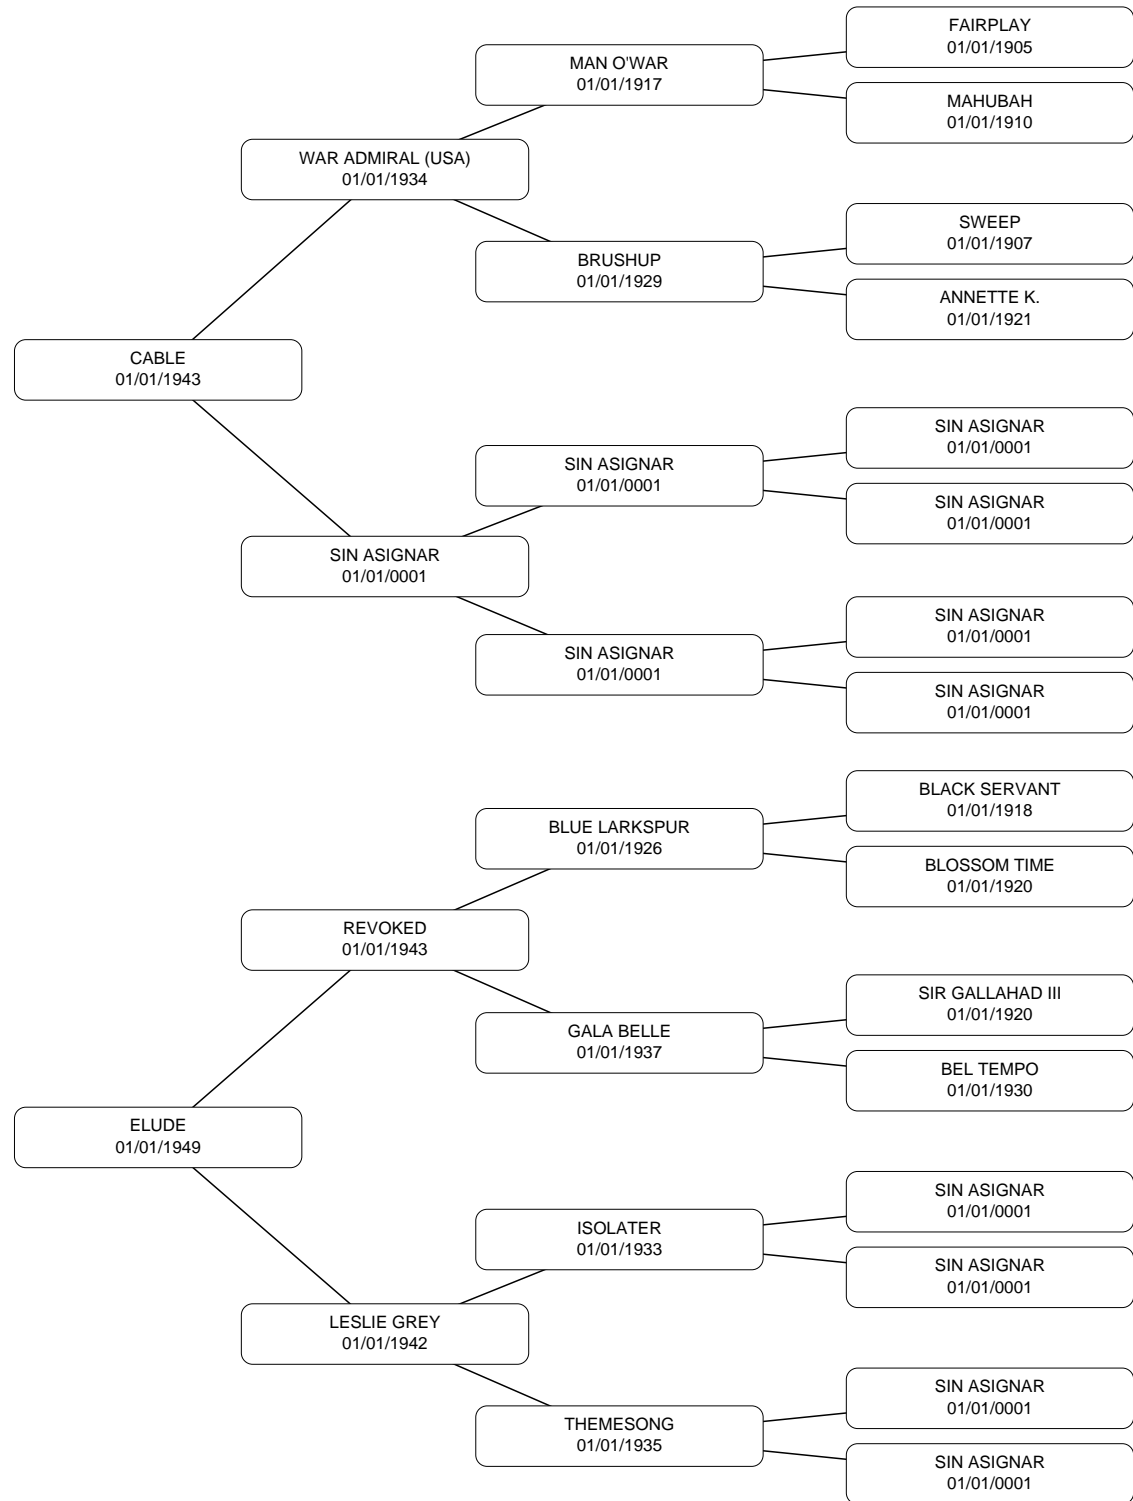 FAIRPLAY
01/01/1905
MAN O'WAR
01/01/1917
MAHUBAH
01/01/1910
WAR ADMIRAL (USA)
01/01/1934
SWEEP
01/01/1907
BRUSHUP
01/01/1929
ANNETTE K.
01/01/1921
CABLE
01/01/1943
SIN ASIGNAR
01/01/0001
SIN ASIGNAR
01/01/0001
SIN ASIGNAR
01/01/0001
SIN ASIGNAR
01/01/0001
SIN ASIGNAR
01/01/0001
SIN ASIGNAR
01/01/0001
SIN ASIGNAR
01/01/0001
BLACK SERVANT
01/01/1918
BLUE LARKSPUR
01/01/1926
BLOSSOM TIME
01/01/1920
REVOKED
01/01/1943
SIR GALLAHAD III
01/01/1920
GALA BELLE
01/01/1937
BEL TEMPO
01/01/1930
ELUDE
01/01/1949
SIN ASIGNAR
01/01/0001
ISOLATER
01/01/1933
SIN ASIGNAR
01/01/0001
LESLIE GREY
01/01/1942
SIN ASIGNAR
01/01/0001
THEMESONG
01/01/1935
SIN ASIGNAR
01/01/0001